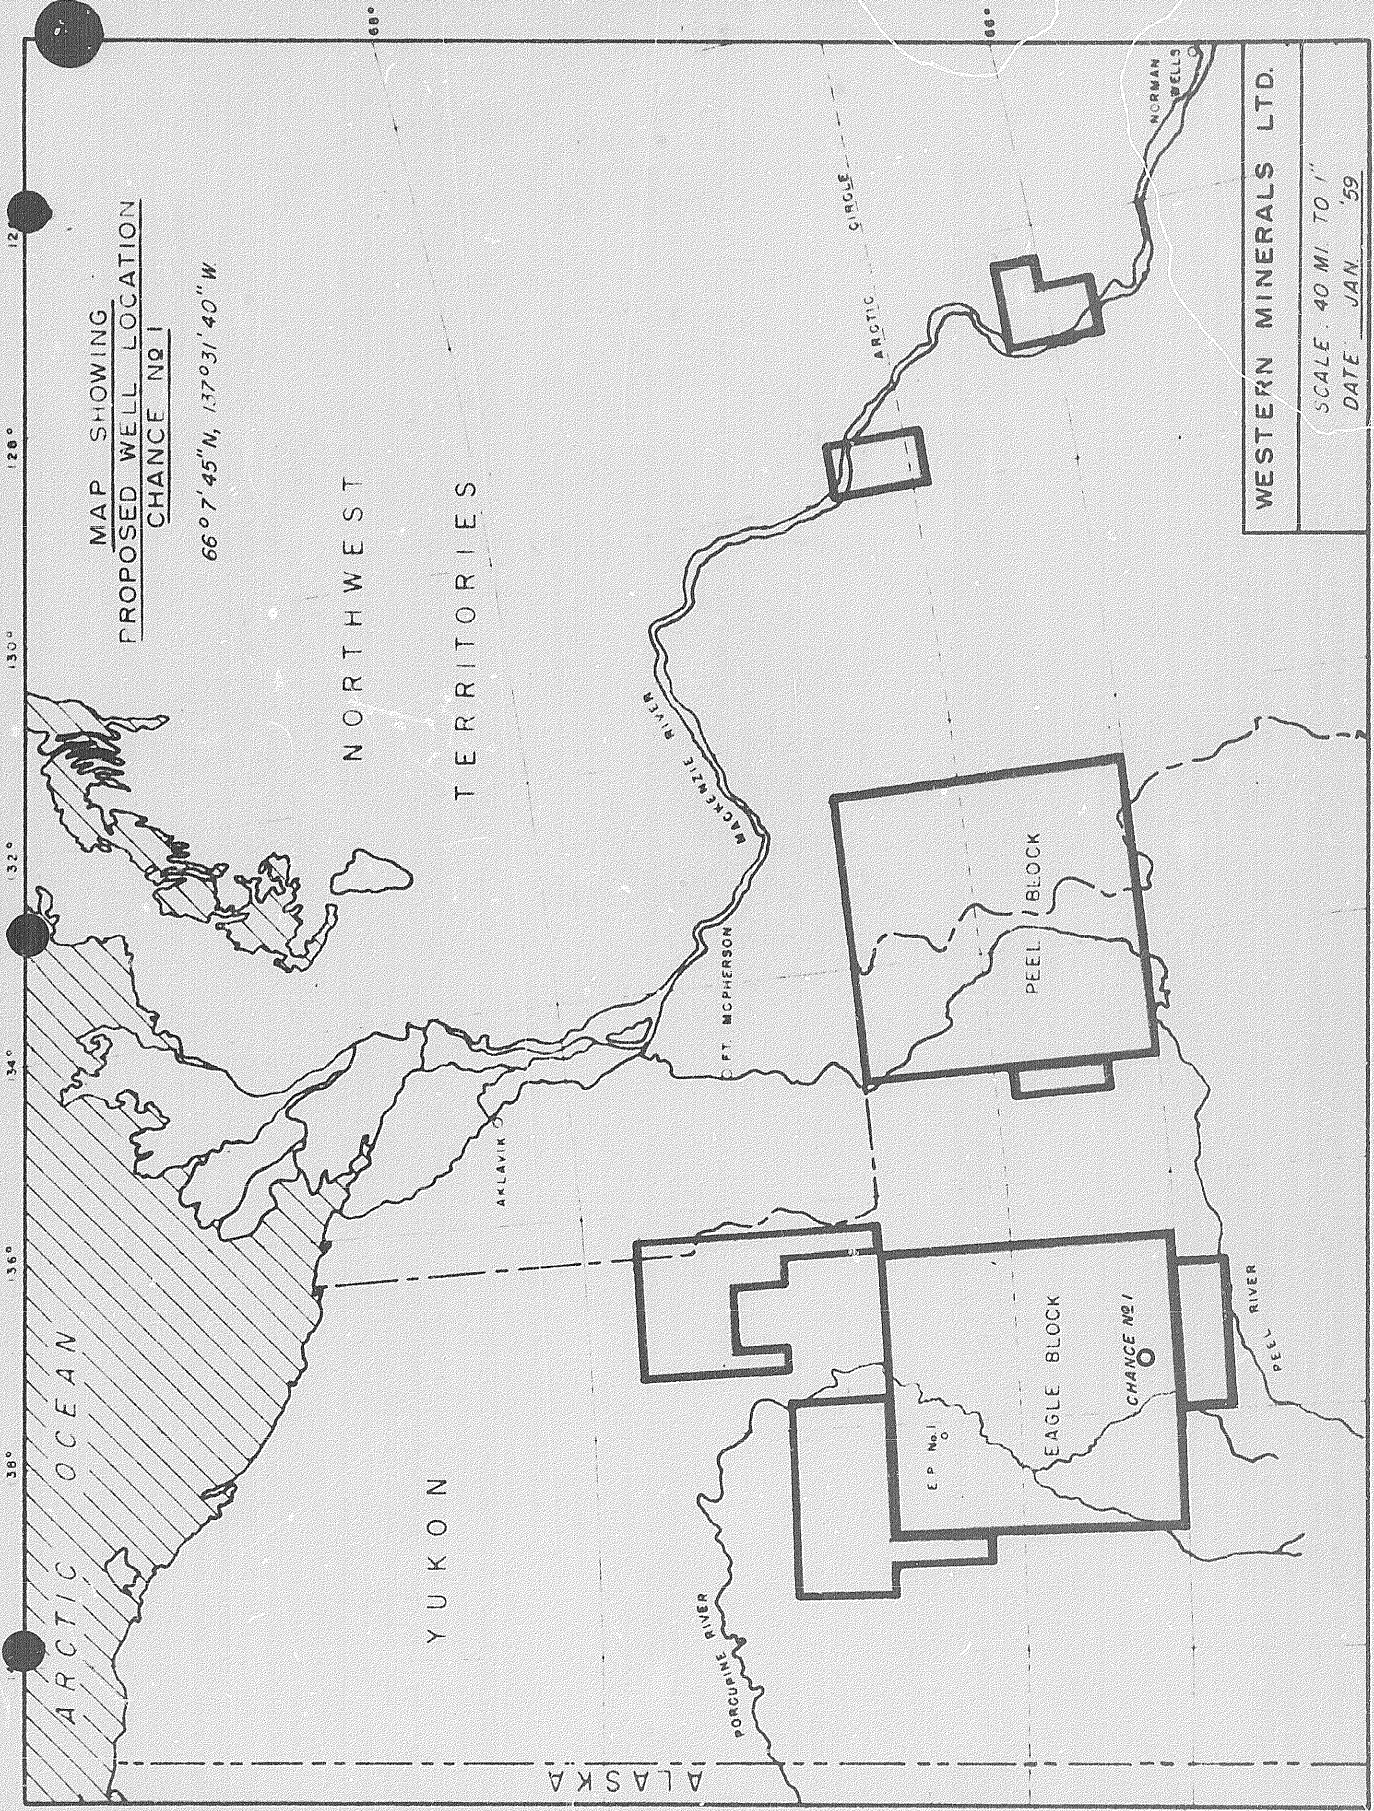 MAP SHOWING
PROPOSED WELL LOCATION
CHANCE Nº 1
66° 7' 45" N, 137° 31' 40" W.
38°
136°
134°
132°
130°
128°
68°
66°
ARCTIC OCEAN
NORTHWEST
TERRITORIES
YUKON
ALASKA
AKLAVIK
FT. MCPHERSON
MACKENZIE RIVER
ARCTIC CIRCLE
NORMAN
WELLS
PORCUPINE RIVER
PEEL BLOCK
EAGLE BLOCK
E.P. No. 1
CHANCE Nº 1
PEEL RIVER
WESTERN MINERALS LTD.
SCALE: 40 MI. TO 1"
DATE: JAN. '59